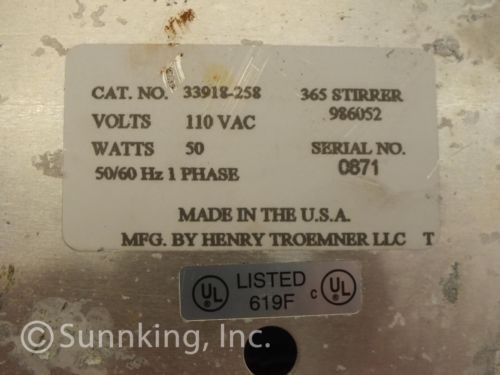 CAT. NO. 33918-258 365 STIRRER
986052
VOLTS 110 VAC
WATTS 50 SERIAL NO.
0871
50/60 Hz 1 PHASE
MADE IN THE U.S.A.
MFG. BY HENRY TROEMNER LLC T
UL LISTED c UL
619F
© Sunnking, Inc.